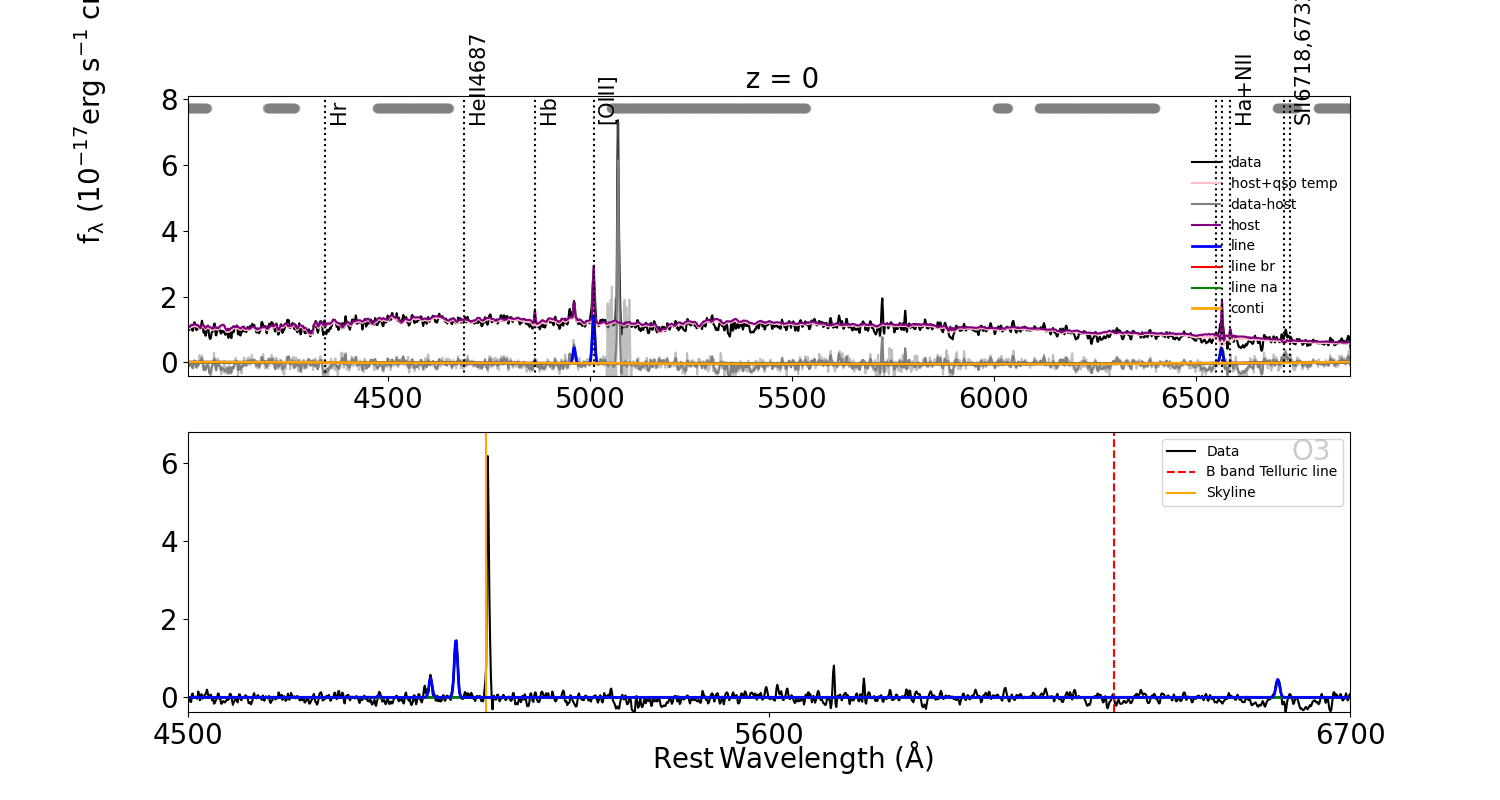 z = 0
f_λ (10^−17 erg s^−1 c
Hr
HeII4687
Hb
[OIII]
Ha+NII
SII6718,673
8
6
4
2
0
data
host+qso temp
data-host
host
line
line br
line na
conti
4500
5000
5500
6000
6500
O3
6
4
2
0
Data
B band Telluric line
Skyline
4500
5600
6700
Rest Wavelength (Å)